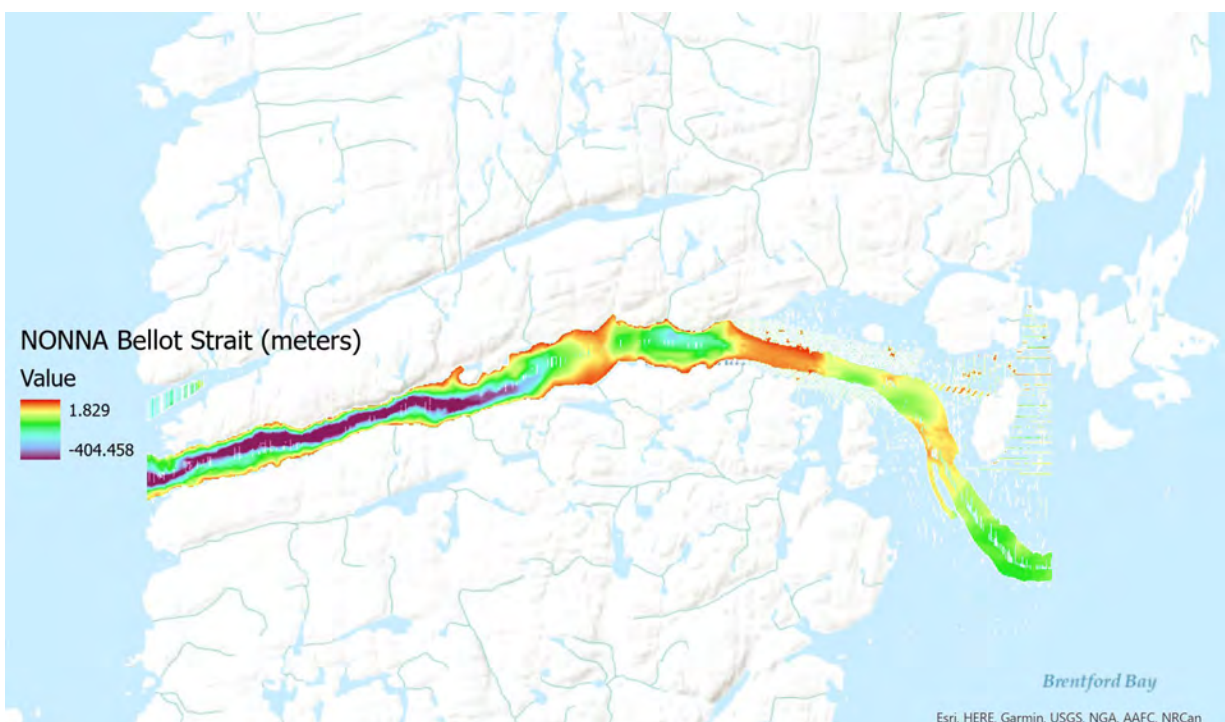 NONNA Bellot Strait (meters)
Value
1.829
-404.458
Brentford Bay
Esri, HERE, Garmin, USGS, NGA, AAFC, NRCan